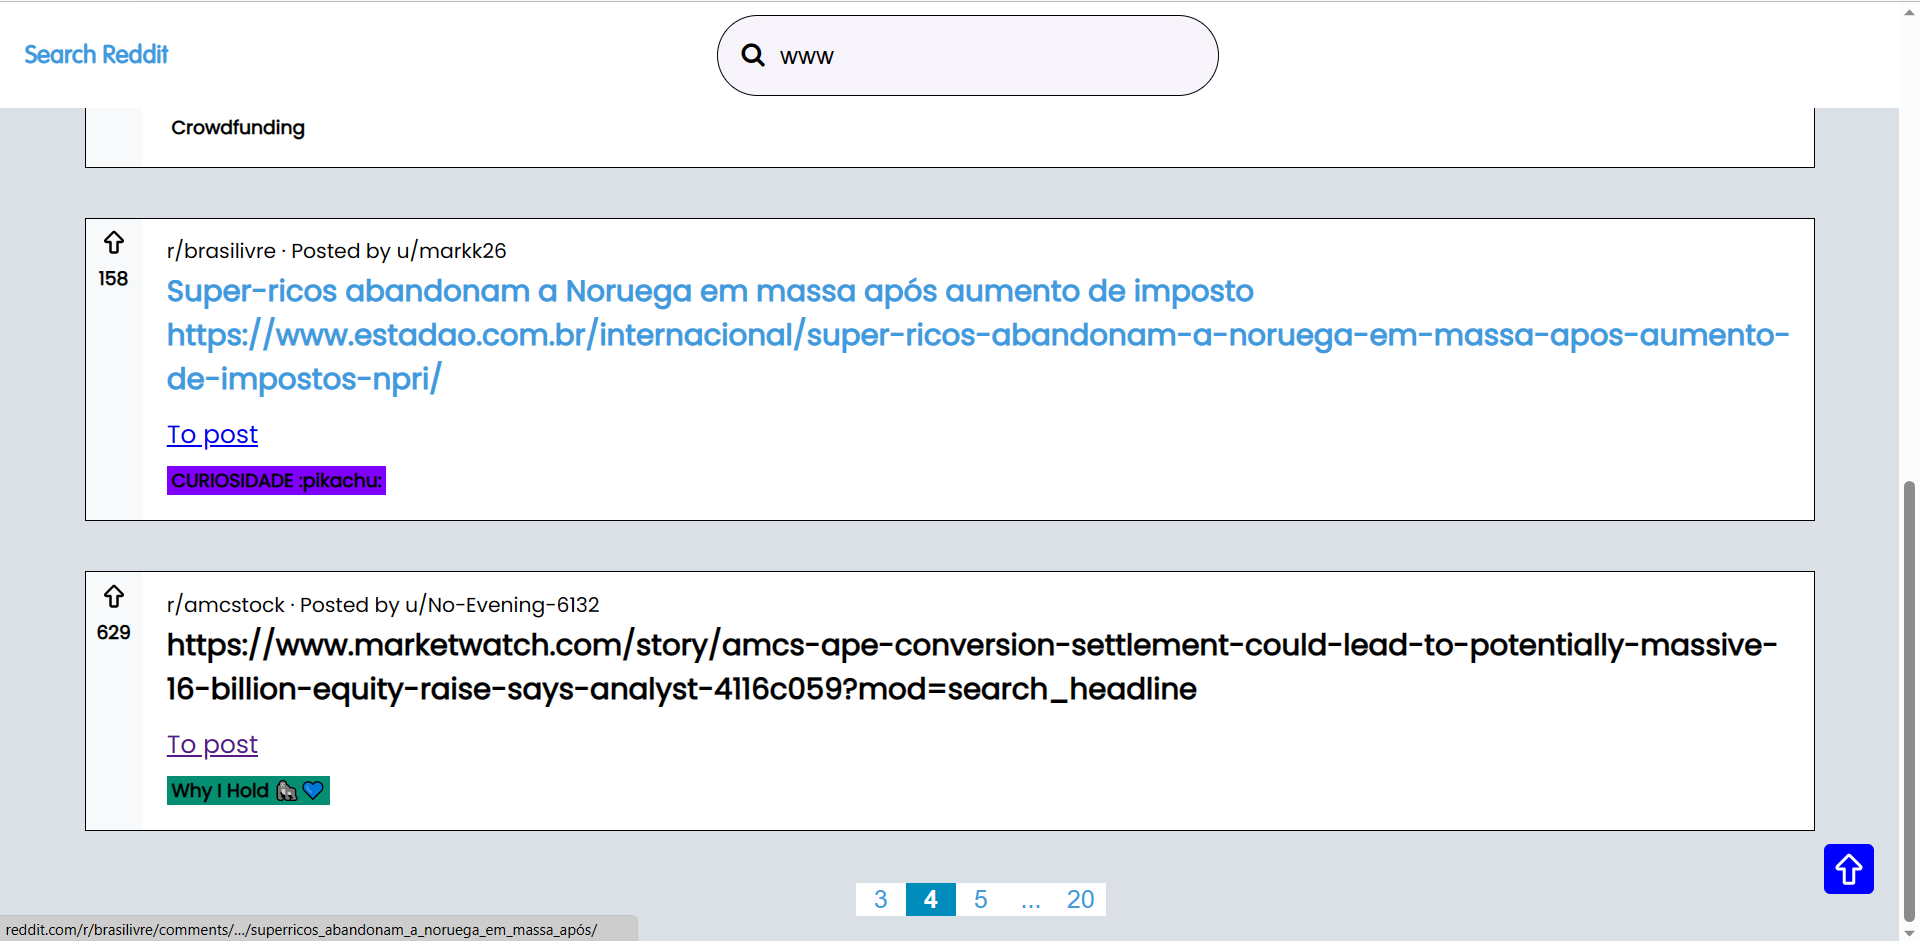 Search Reddit
www
Crowdfunding
158
r/brasilivre · Posted by u/markk26
Super-ricos abandonam a Noruega em massa após aumento de imposto
https://www.estadao.com.br/internacional/super-ricos-abandonam-a-noruega-em-massa-apos-aumento-
de-impostos-npri/
To post
CURIOSIDADE :pikachu:
629
r/amcstock · Posted by u/No-Evening-6132
https://www.marketwatch.com/story/amcs-ape-conversion-settlement-could-lead-to-potentially-massive-
16-billion-equity-raise-says-analyst-4116c059?mod=search_headline
To post
Why I Hold 🦍💙
3 4 5 ... 20
reddit.com/r/brasilivre/comments/.../superricos_abandonam_a_noruega_em_massa_após/